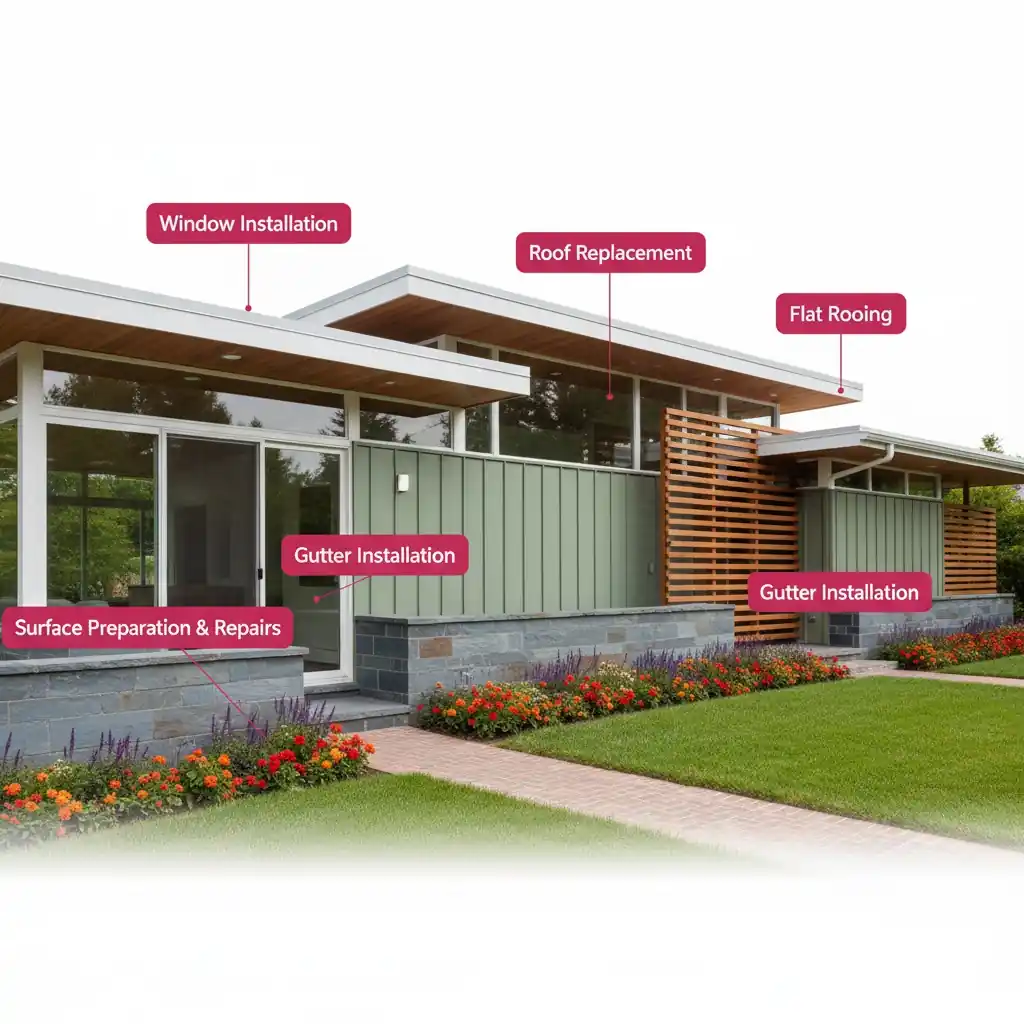 Window Installation
Roof Replacement
Flat Rooing
Gutter Installation
Gutter Installation
Surface Preparation & Repairs